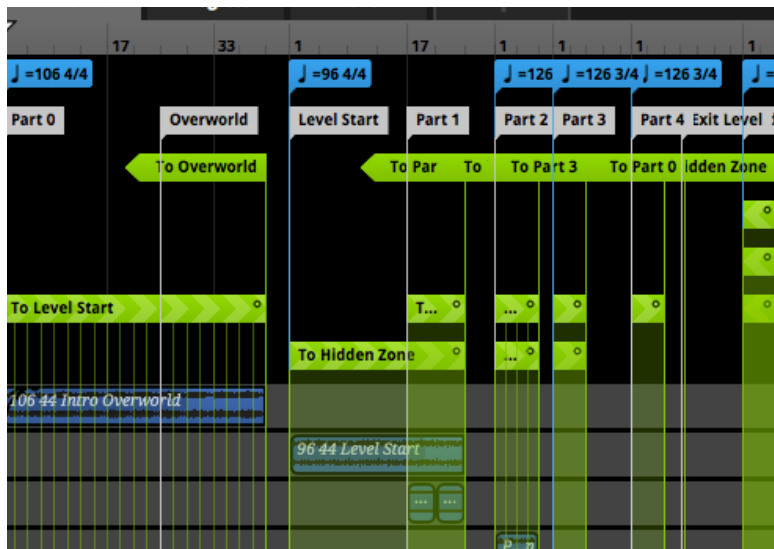 17 33 1 17 1 1 1 1
♩=106 4/4 ♩=96 4/4 ♩=126 ♩=126 3/4 ♩=126 3/4 ♩=
Part 0 Overworld Level Start Part 1 Part 2 Part 3 Part 4 Exit Level
To Overworld To Par To To Part 3 To Part 0 idden Zone
To Level Start T... ...
To Hidden Zone ...
106 44 Intro Overworld
96 44 Level Start
... ...